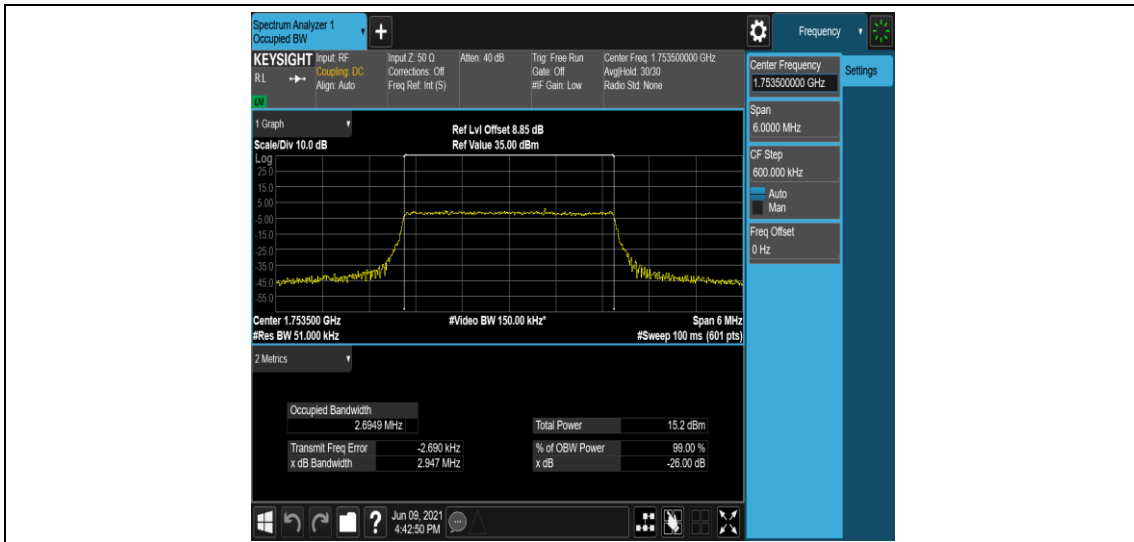 Spectrum Analyzer 1
Occupied BW
+
Frequency
KEYSIGHT
RL
Input: RF
Coupling: DC
Align: Auto
Input Z: 50 Ω
Corrections: Off
Freq Ref: Int (S)
Atten: 40 dB
Trig: Free Run
Gate: Off
#IF Gain: Low
Center Freq: 1.753500000 GHz
Avg|Hold: 30/30
Radio Std: None
Center Frequency
1.753500000 GHz
Settings
Span
6.0000 MHz
CF Step
600.000 kHz
Auto
Man
Freq Offset
0 Hz
1 Graph
Ref Lvl Offset 8.85 dB
Scale/Div 10.0 dB
Ref Value 35.00 dBm
Log
25.0
15.0
5.00
-5.00
-15.0
-25.0
-35.0
-45.0
-55.0
Center 1.753500 GHz
#Video BW 150.00 kHz*
Span 6 MHz
#Res BW 51.000 kHz
#Sweep 100 ms (601 pts)
2 Metrics
Occupied Bandwidth
2.6949 MHz
Total Power 15.2 dBm
Transmit Freq Error -2.690 kHz
% of OBW Power 99.00 %
x dB Bandwidth 2.947 MHz
x dB -26.00 dB
?
Jun 09, 2021
4:42:50 PM